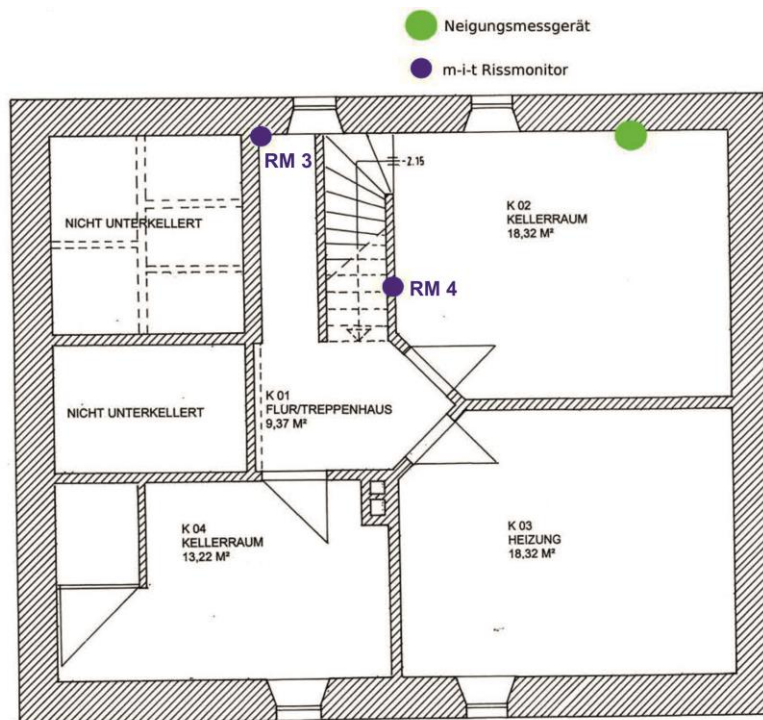 Neigungsmessgerät
m-i-t Rissmonitor
RM 3
-2.15
NICHT UNTERKELLERT
K 02
KELLERRAUM
18,32 M²
RM 4
K 01
FLUR/TREPPENHAUS
9,37 M²
NICHT UNTERKELLERT
K 04
KELLERRAUM
13,22 M²
K 03
HEIZUNG
18,32 M²